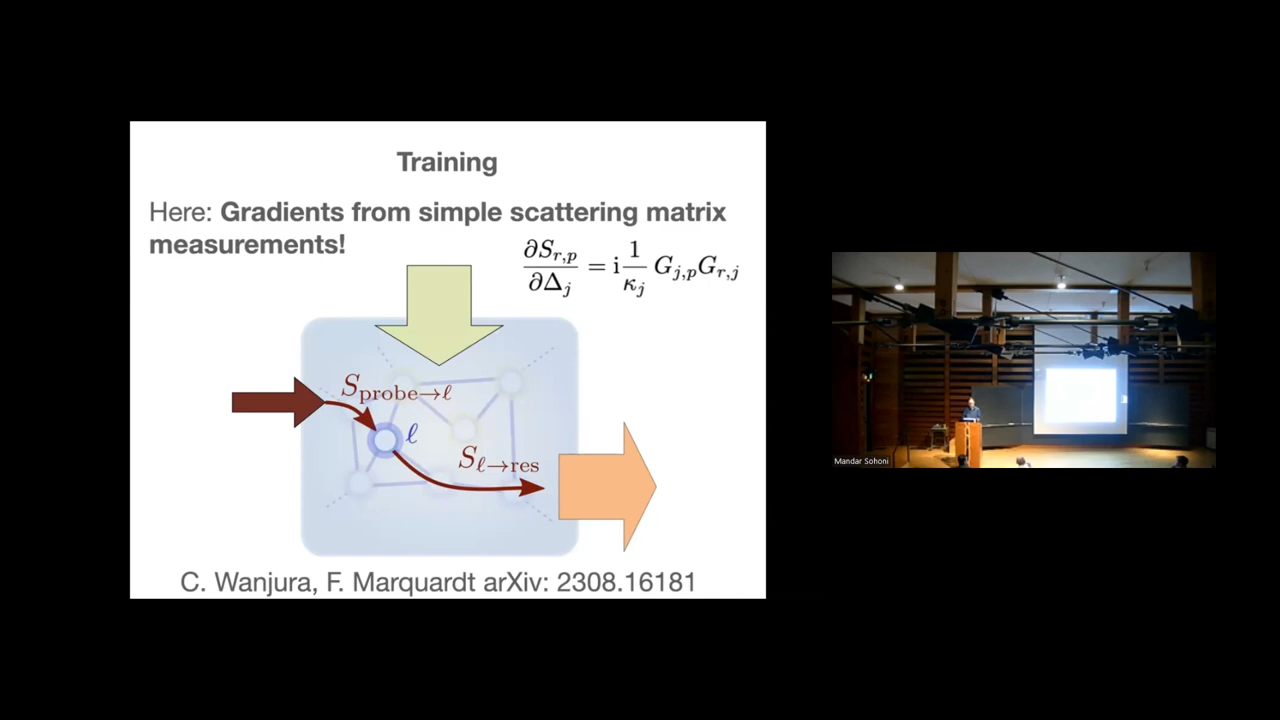 Training
Here: Gradients from simple scattering matrix
measurements!
∂S_{r,p}/∂Δ_j = i 1/κ_j G_{j,p}G_{r,j}
S_{probe→ℓ}
ℓ
S_{ℓ→res}
C. Wanjura, F. Marquardt arXiv: 2308.16181
Mandar Sohoni